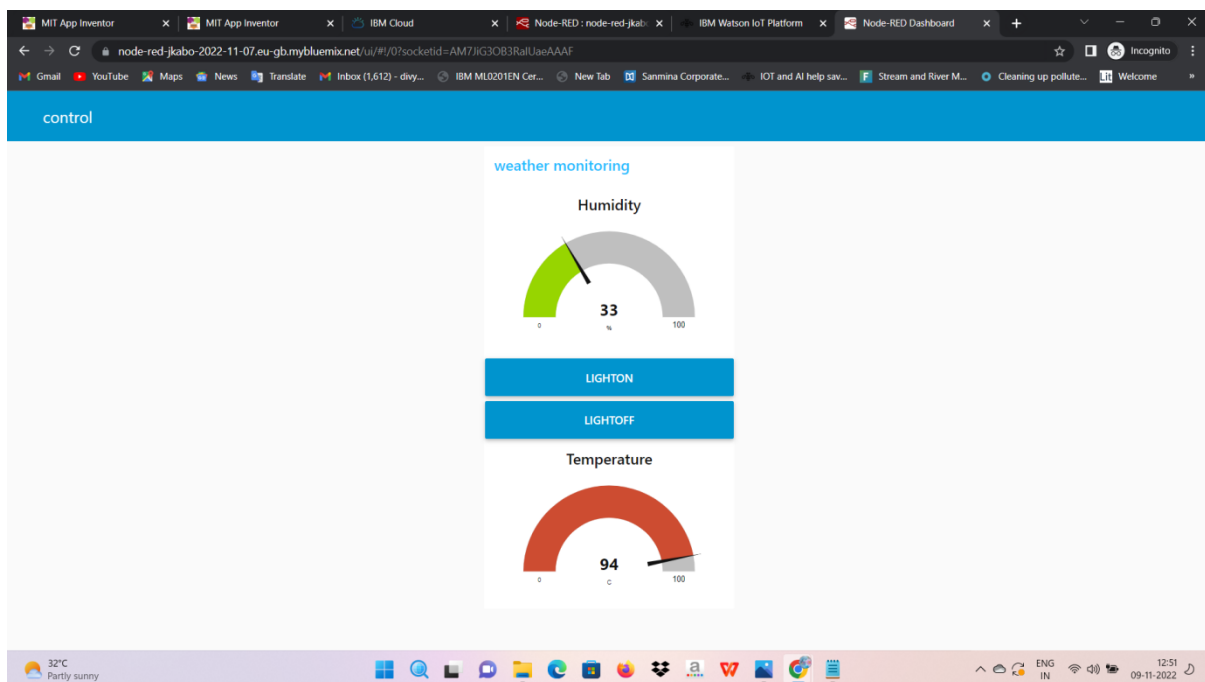 MIT App Inventor
MIT App Inventor
IBM Cloud
Node-RED : node-red-jkab
IBM Watson IoT Platform
Node-RED Dashboard
node-red-jkabo-2022-11-07.eu-gb.mybluemix.net/ui/#!/0?socketid=AM7JiG3OB3RalUaeAAAF
Incognito
Gmail
YouTube
Maps
News
Translate
Inbox (1,612) - divy...
IBM ML0201EN Cer...
New Tab
Sanmina Corporate...
IOT and AI help sav...
Stream and River M...
Cleaning up pollute...
Lit Welcome
»
control
weather monitoring
Humidity
33
0 % 100
LIGHTON
LIGHTOFF
Temperature
94
0 C 100
32°C
Partly sunny
ENG
IN
12:51
09-11-2022